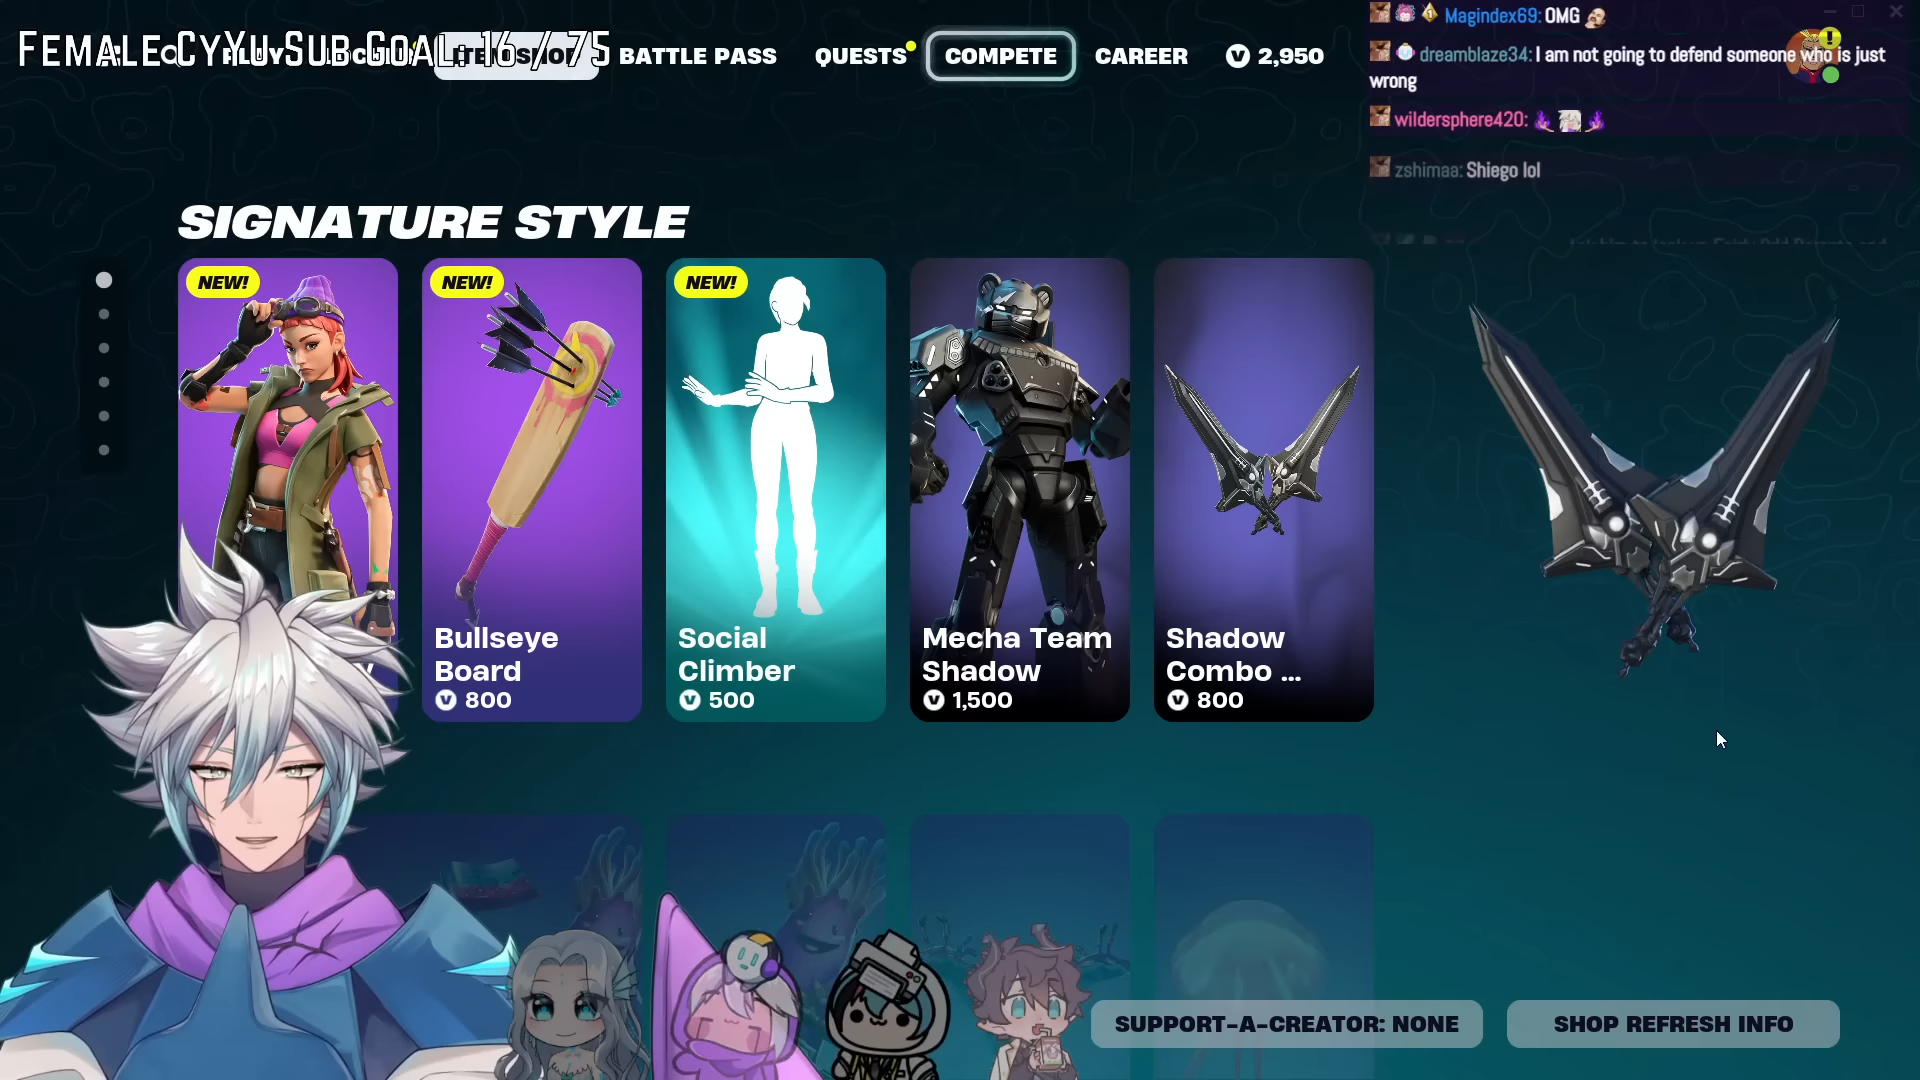 Female CyYu Sub Goal: 16 / 75
BATTLE PASS
QUESTS
COMPETE
CAREER
2,950
Magindex69: OMG
dreamblaze34: I am not going to defend someone who is just
wrong
wildersphere420:
zshimaa: Shiego lol
SIGNATURE STYLE
NEW!
NEW!
NEW!
Bullseye
Board
800
Social
Climber
500
Mecha Team
Shadow
1,500
Shadow
Combo ...
800
SUPPORT-A-CREATOR: NONE
SHOP REFRESH INFO